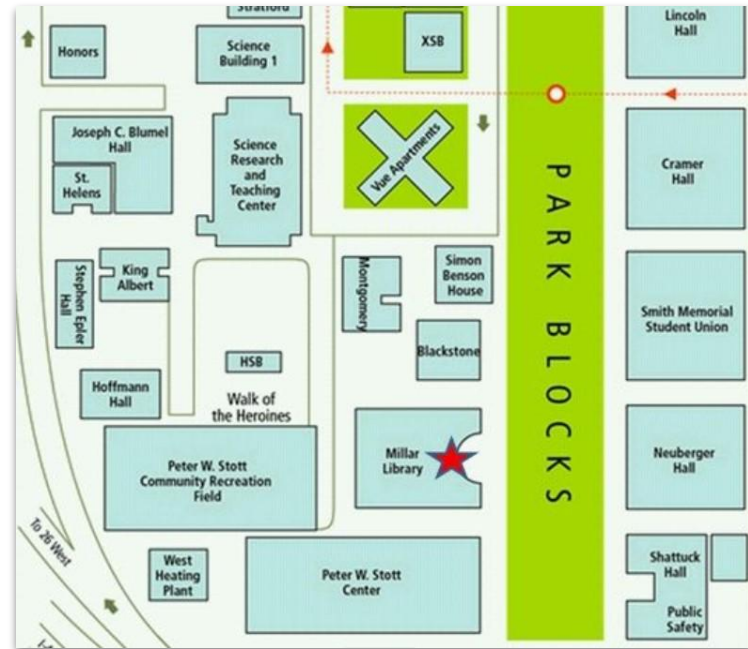 Stratford
Lincoln
Hall
Honors
Science
Building 1
XSB
Joseph C. Blumel
Hall
St.
Helens
Science
Research
and
Teaching
Center
Vue Apartments
Cramer
Hall
PARK BLOCKS
Stephen Epler
Hall
King
Albert
Montgomery
Simon
Benson
House
Smith Memorial
Student Union
HSB
Blackstone
Hoffmann
Hall
Walk of
the Heroines
Peter W. Stott
Community Recreation
Field
Millar
Library
Neuberger
Hall
To 26 West
West
Heating
Plant
Peter W. Stott
Center
Shattuck
Hall
Public
Safety